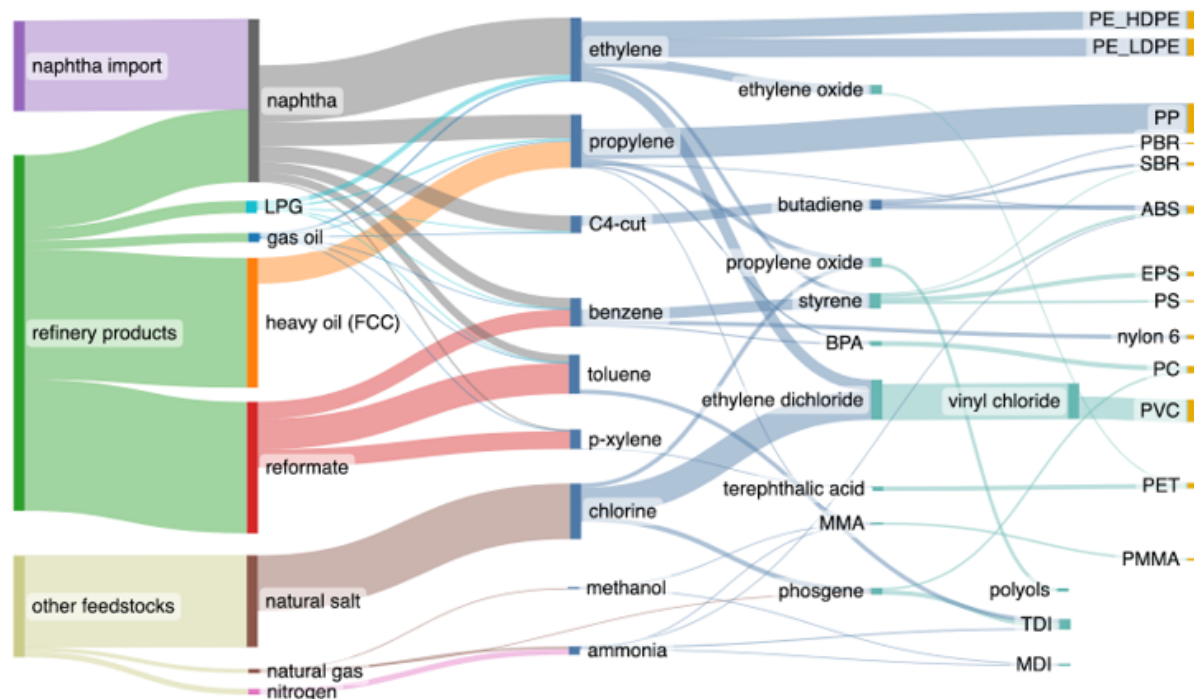 naphtha import
refinery products
other feedstocks
naphtha
LPG
gas oil
heavy oil (FCC)
reformate
natural salt
natural gas
nitrogen
ethylene
propylene
C4-cut
benzene
toluene
p-xylene
chlorine
methanol
ammonia
ethylene oxide
butadiene
propylene oxide
styrene
BPA
ethylene dichloride
terephthalic acid
MMA
phosgene
vinyl chloride
polyols
TDI
MDI
PE_HDPE
PE_LDPE
PP
PBR
SBR
ABS
EPS
PS
nylon 6
PC
PVC
PET
PMMA